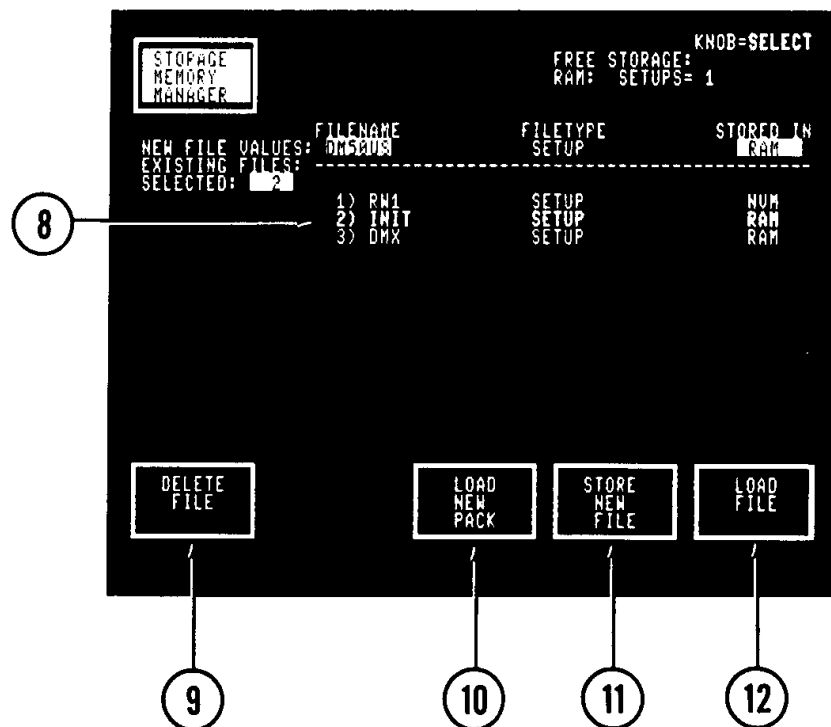 KNOB=SELECT
STORAGE
MEMORY
MANAGER
FREE STORAGE:
RAM: SETUPS= 1
FILENAME FILETYPE STORED IN
NEW FILE VALUES: DM50US SETUP RAM
EXISTING FILES:
SELECTED: 2
1) RW1 SETUP NVM
2) INIT SETUP RAM
3) DMX SETUP RAM
8
DELETE
FILE
LOAD
NEW
PACK
STORE
NEW
FILE
LOAD
FILE
9
10
11
12